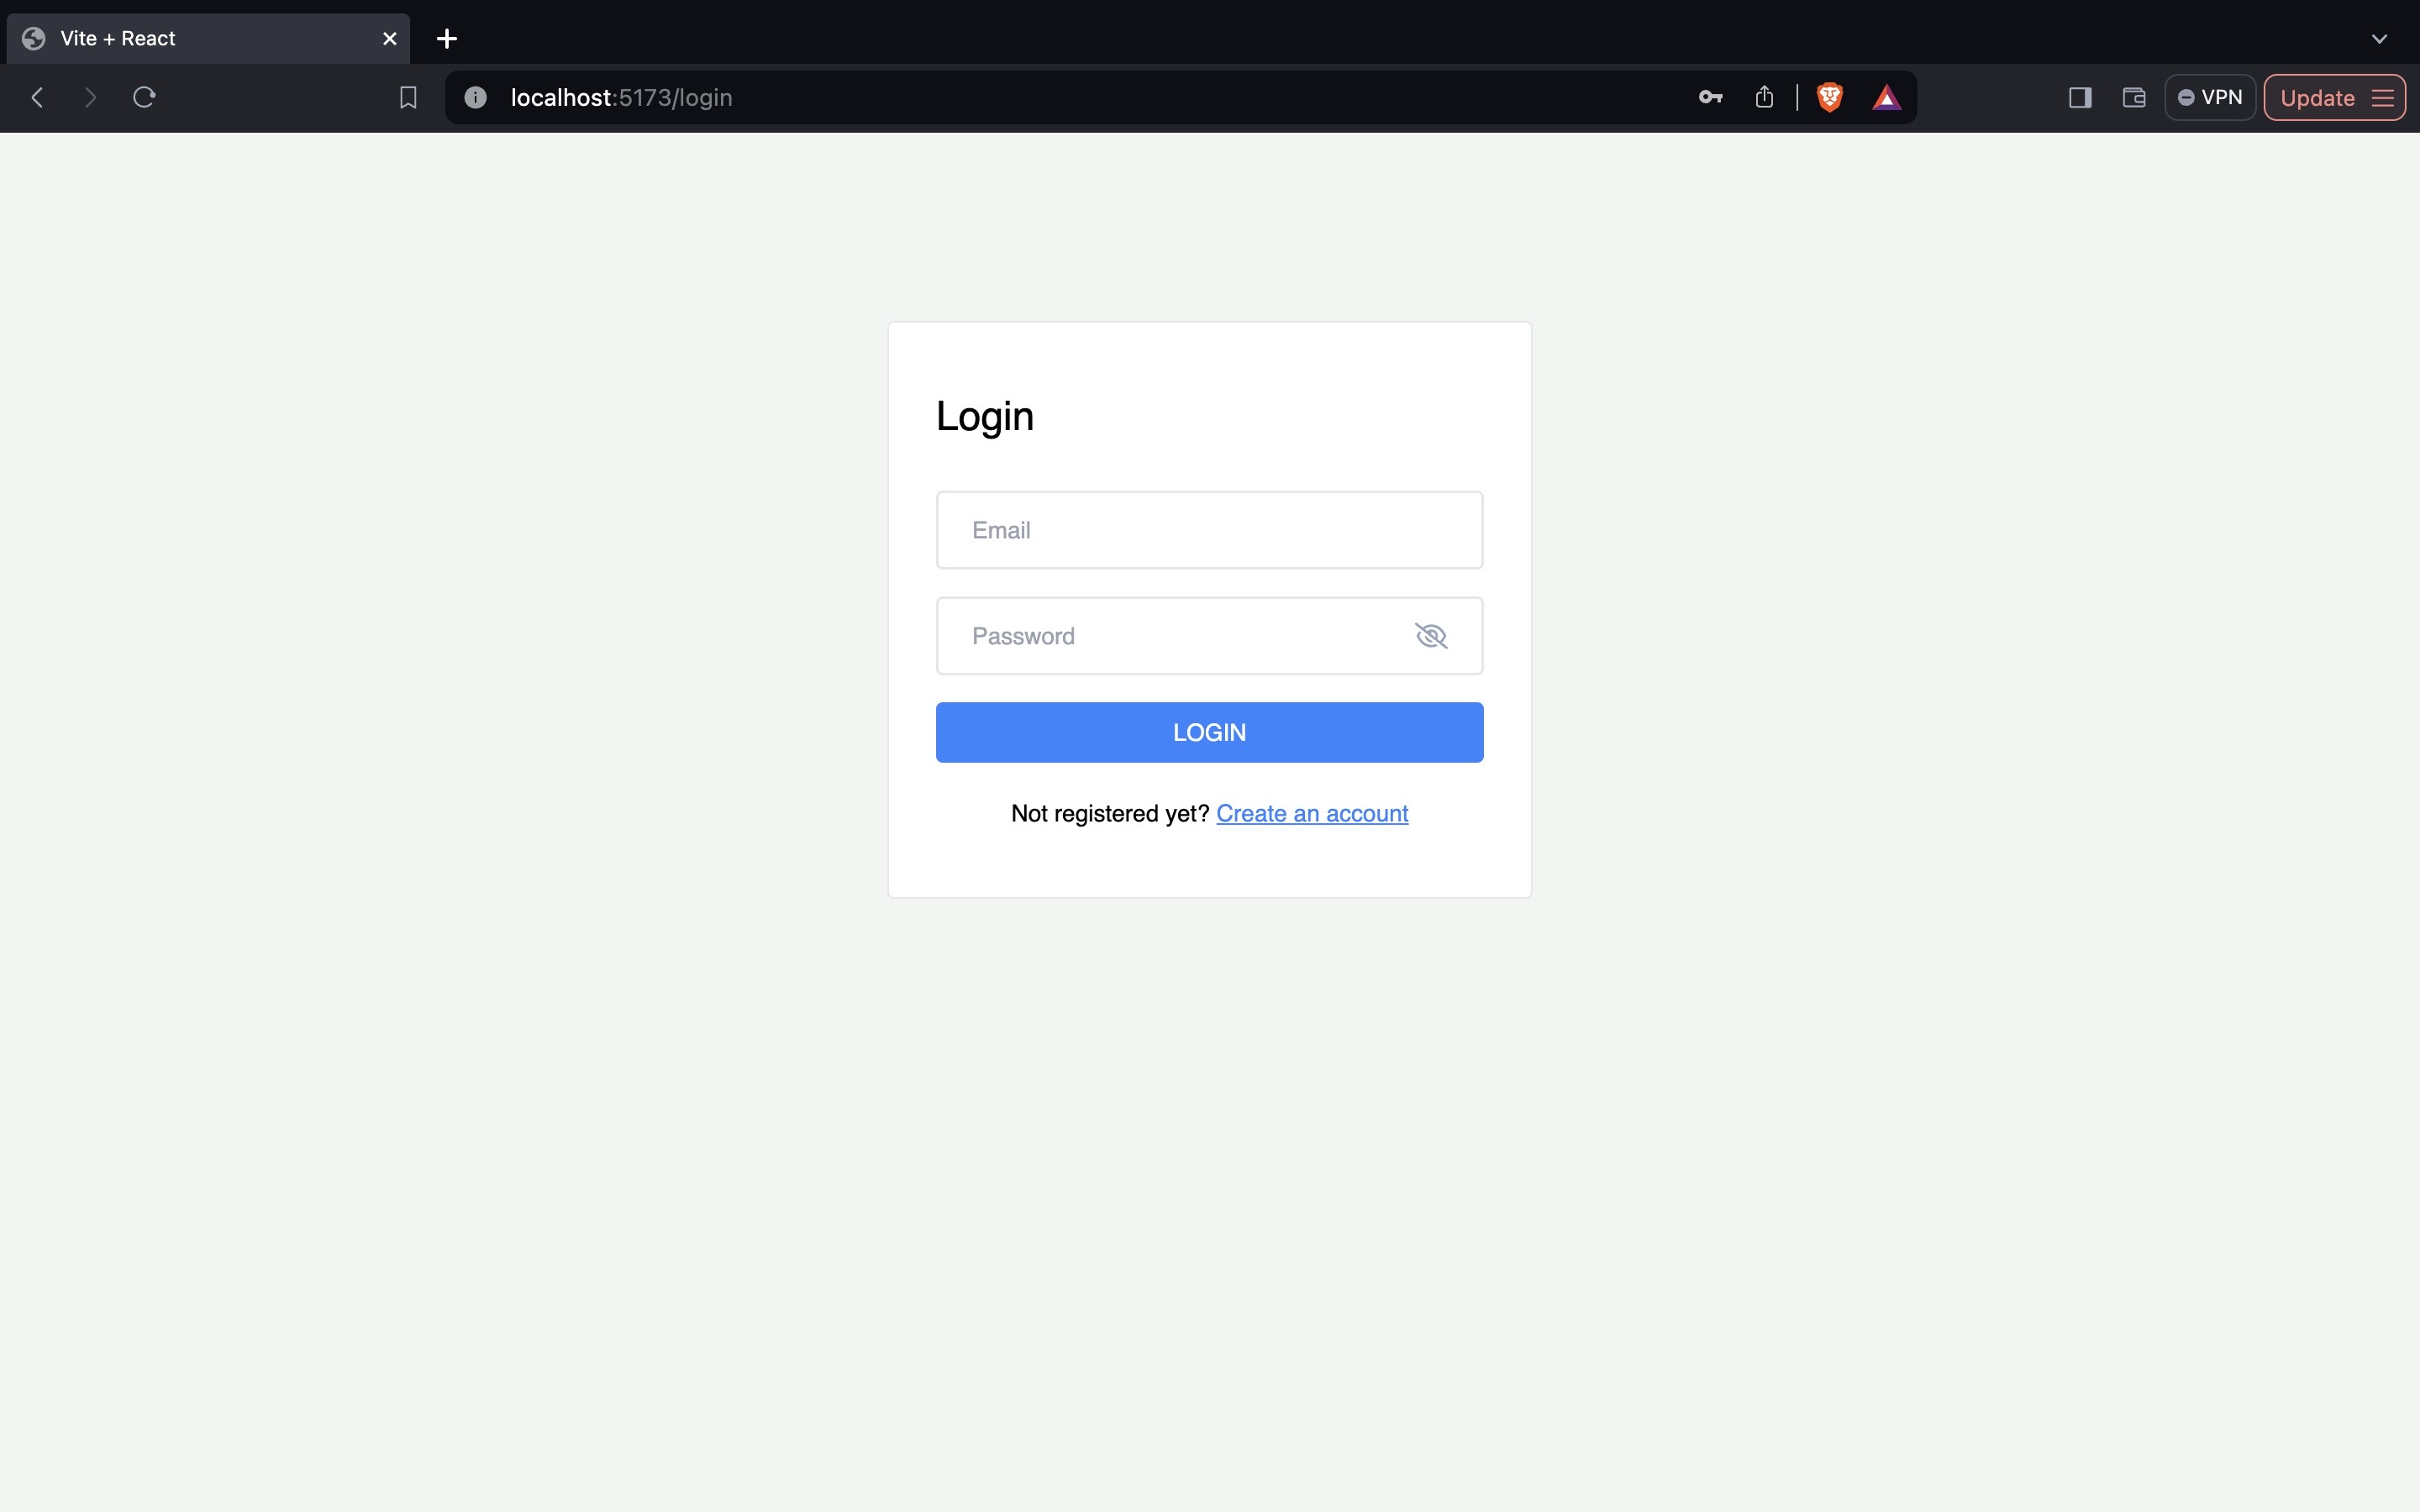 Vite + React
localhost:5173/login
VPN
Update
Login
Email
Password
LOGIN
Not registered yet? Create an account